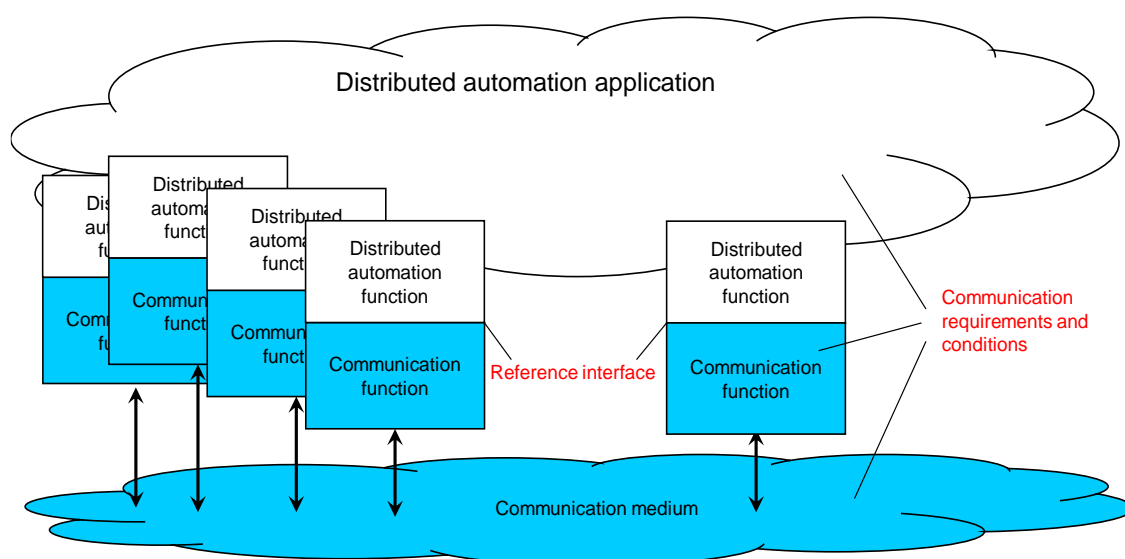 Distributed automation application
Distributed
automation
function
Communication
function
Distributed
automation
function
Communication
function
Reference interface
Communication
requirements and
conditions
Communication medium